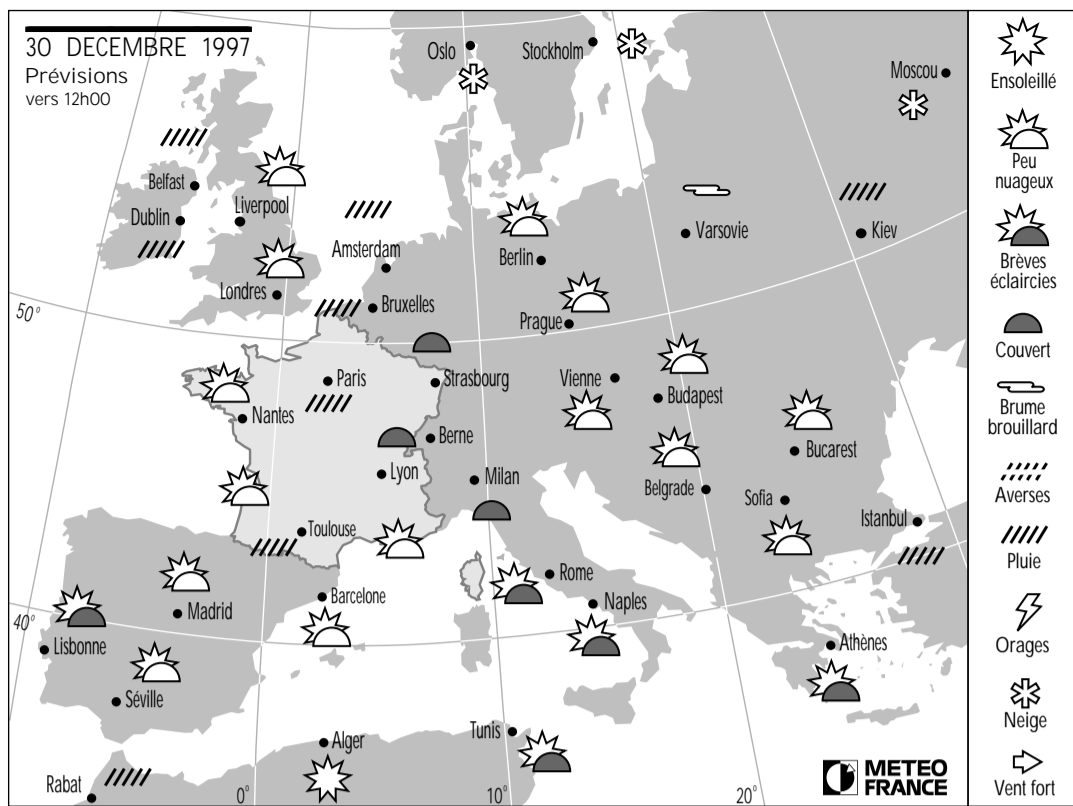 30 DECEMBRE 1997
Prévisions
vers 12h00
Oslo
Stockholm
Moscou
Belfast
Dublin
Liverpool
Amsterdam
Berlin
Varsovie
Kiev
Londres
Bruxelles
Prague
50°
Paris
Strasbourg
Vienne
Budapest
Nantes
Berne
Bucarest
Lyon
Milan
Belgrade
Sofia
Istanbul
Toulouse
Rome
Barcelone
Naples
Madrid
40°
Lisbonne
Athènes
Séville
Alger
Tunis
Rabat
0°
10°
20°
METEO
FRANCE
Ensoleillé
Peu
nuageux
Brèves
éclaircies
Couvert
Brume
brouillard
Averses
Pluie
Orages
Neige
Vent fort